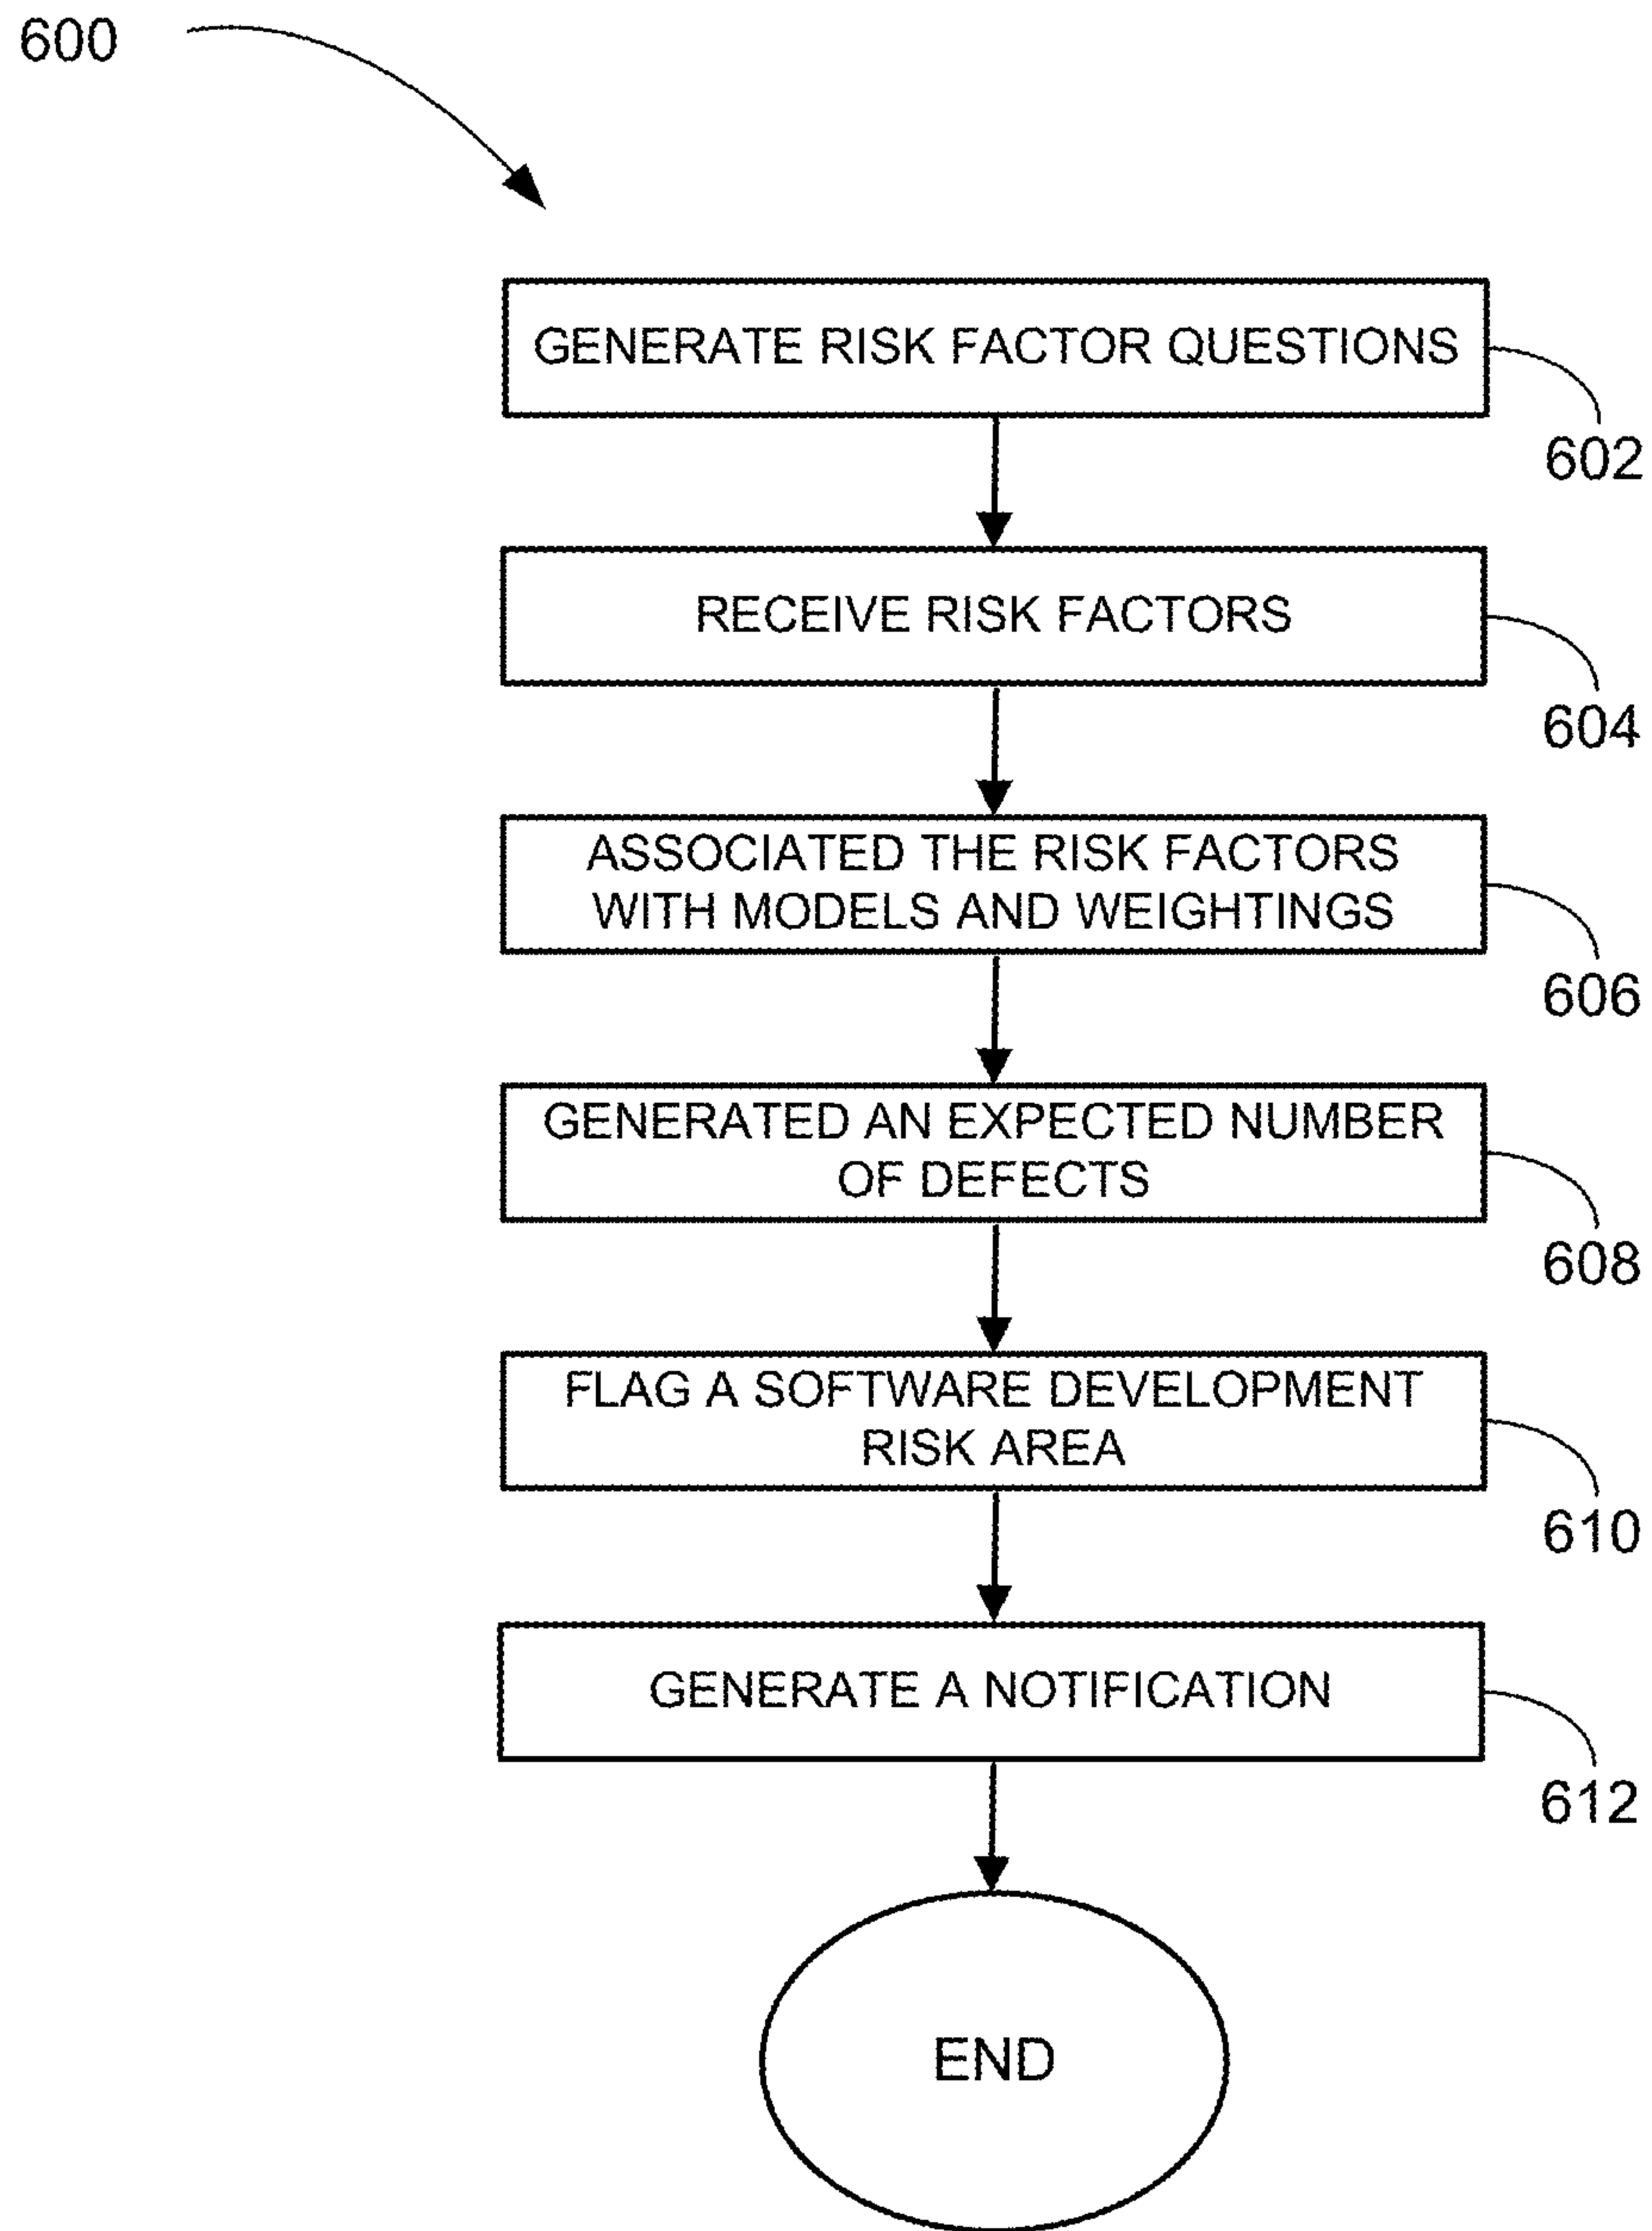 600
GENERATE RISK FACTOR QUESTIONS
602
RECEIVE RISK FACTORS
604
ASSOCIATED THE RISK FACTORS
WITH MODELS AND WEIGHTINGS
606
GENERATED AN EXPECTED NUMBER
OF DEFECTS
608
FLAG A SOFTWARE DEVELOPMENT
RISK AREA
610
GENERATE A NOTIFICATION
612
END